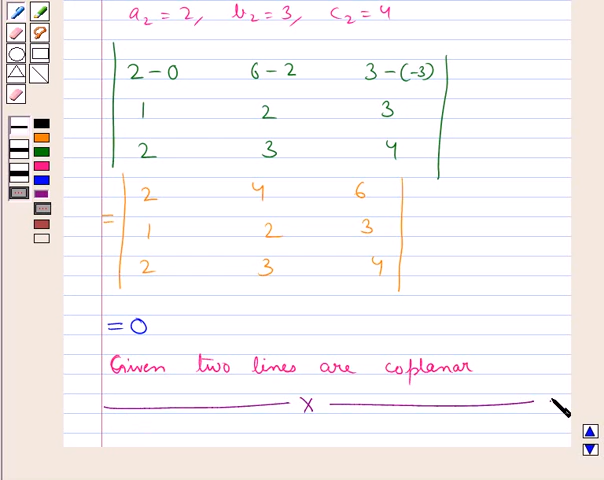 a₂ = 2, b₂ = 3, c₂ = 4
| 2 – 0 6 – 2 3 – (-3) |
| 1 2 3 |
| 2 3 4 |
= | 2 4 6 |
| 1 2 3 |
| 2 3 4 |
= 0
Given two lines are coplanar
X